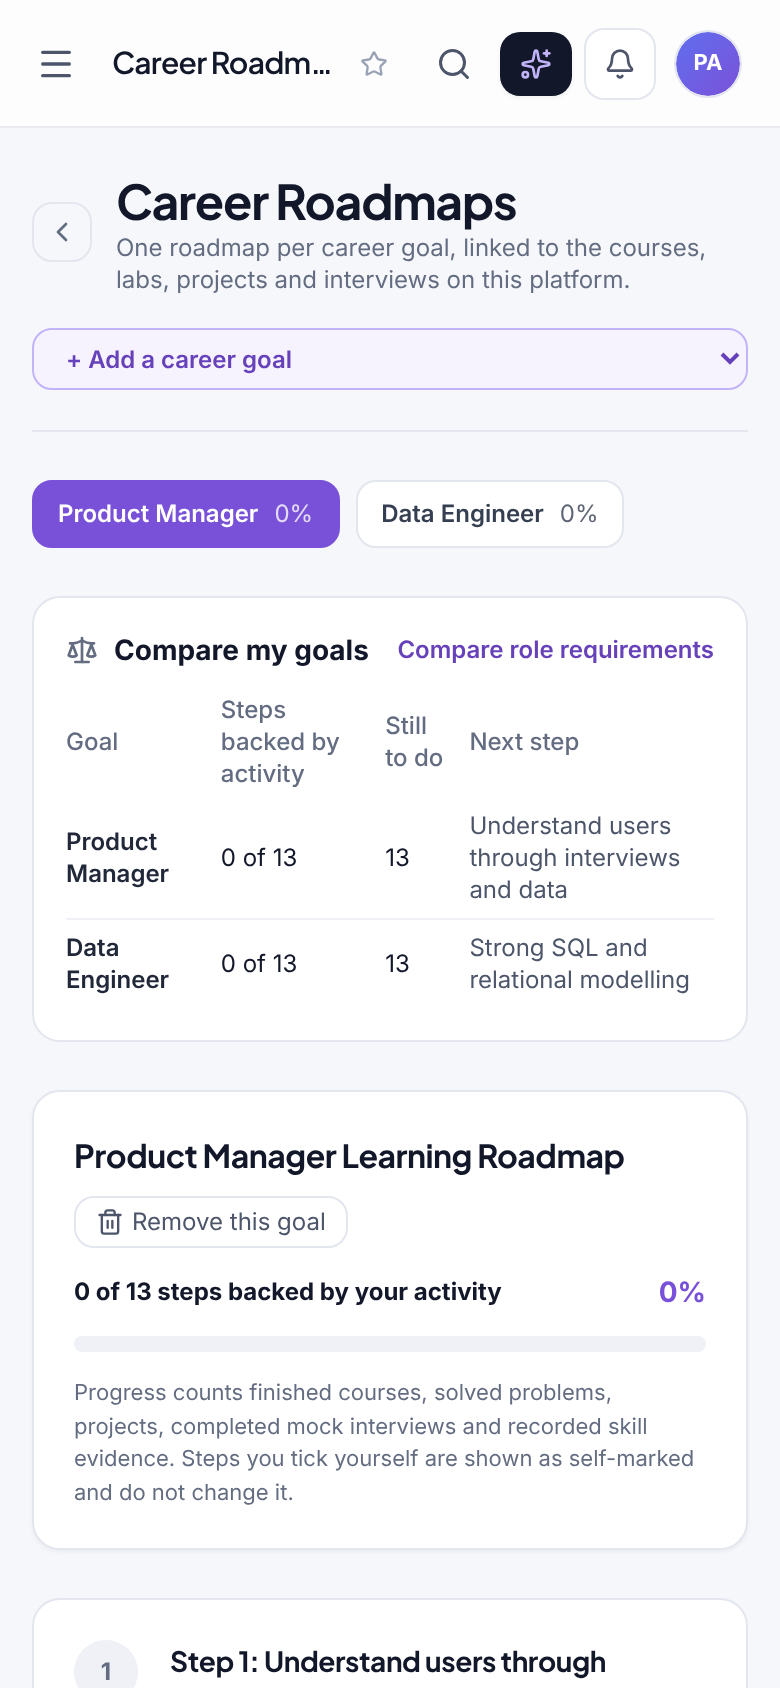 Career Roadm...
PA
Career Roadmaps
One roadmap per career goal, linked to the courses,
labs, projects and interviews on this platform.
+ Add a career goal
Product Manager 0%
Data Engineer 0%
Compare my goals
Compare role requirements
Goal
Steps
backed by
activity
Still
to do
Next step
Product
Manager
0 of 13
13
Understand users
through interviews
and data
Data
Engineer
0 of 13
13
Strong SQL and
relational modelling
Product Manager Learning Roadmap
Remove this goal
0 of 13 steps backed by your activity
0%
Progress counts finished courses, solved problems,
projects, completed mock interviews and recorded skill
evidence. Steps you tick yourself are shown as self-marked
and do not change it.
1
Step 1: Understand users through